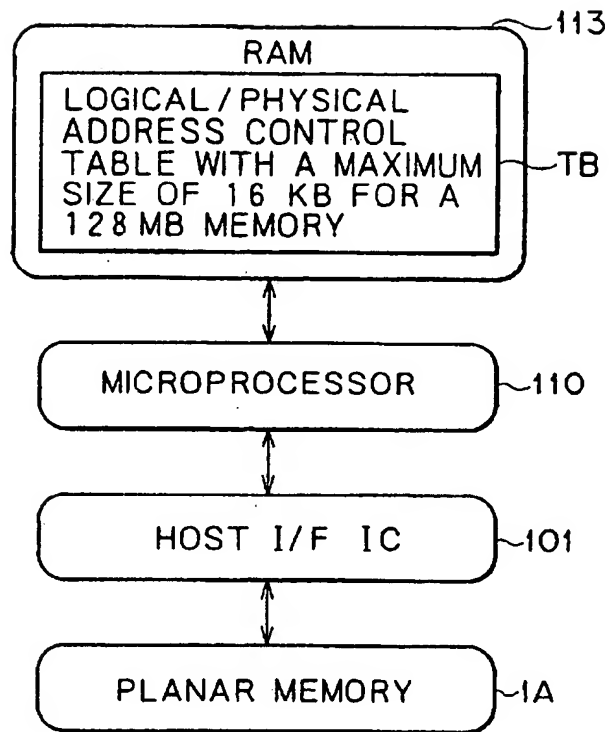 113
RAM
LOGICAL/PHYSICAL
ADDRESS CONTROL
TABLE WITH A MAXIMUM
SIZE OF 16 KB FOR A
128 MB MEMORY
TB
MICROPROCESSOR
110
HOST I/F IC
101
PLANAR MEMORY
1A